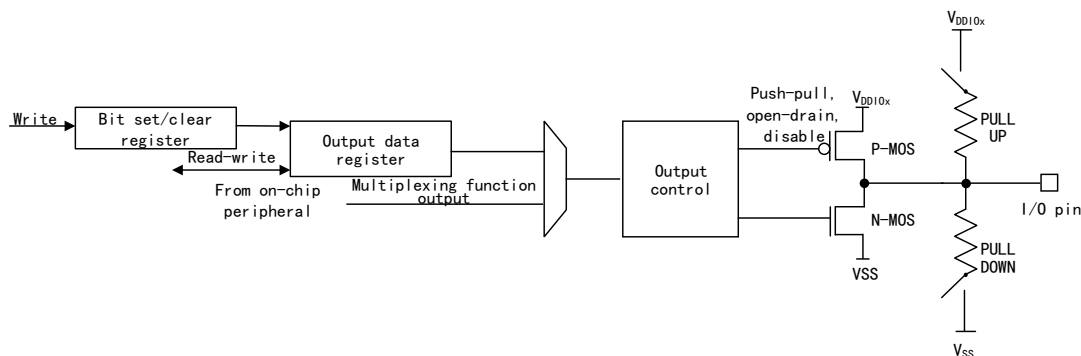 V_DDIOx
Write
Bit set/clear
register
Read-write
From on-chip
peripheral
Output data
register
Multiplexing function
output
Output
control
Push-pull,
open-drain,
disable
V_DDIOx
P-MOS
N-MOS
VSS
PULL
UP
I/O pin
PULL
DOWN
V_SS